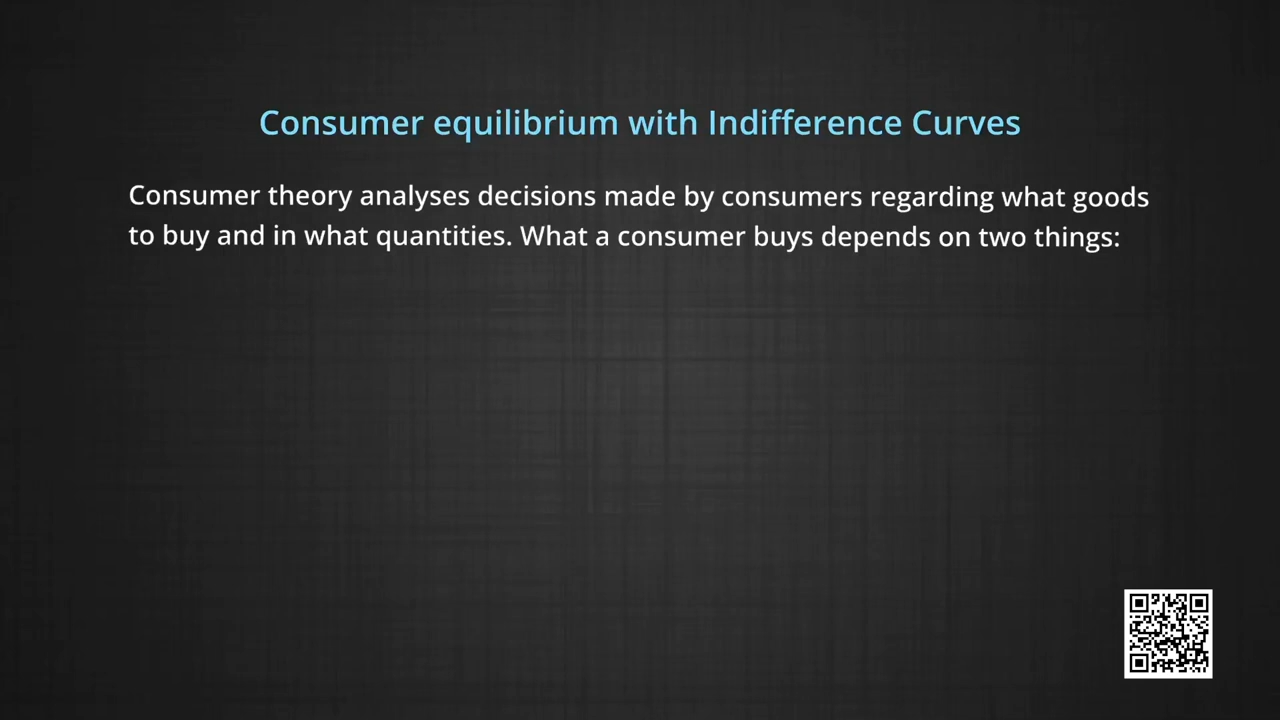 Consumer equilibrium with Indifference Curves
Consumer theory analyses decisions made by consumers regarding what goods
to buy and in what quantities. What a consumer buys depends on two things: